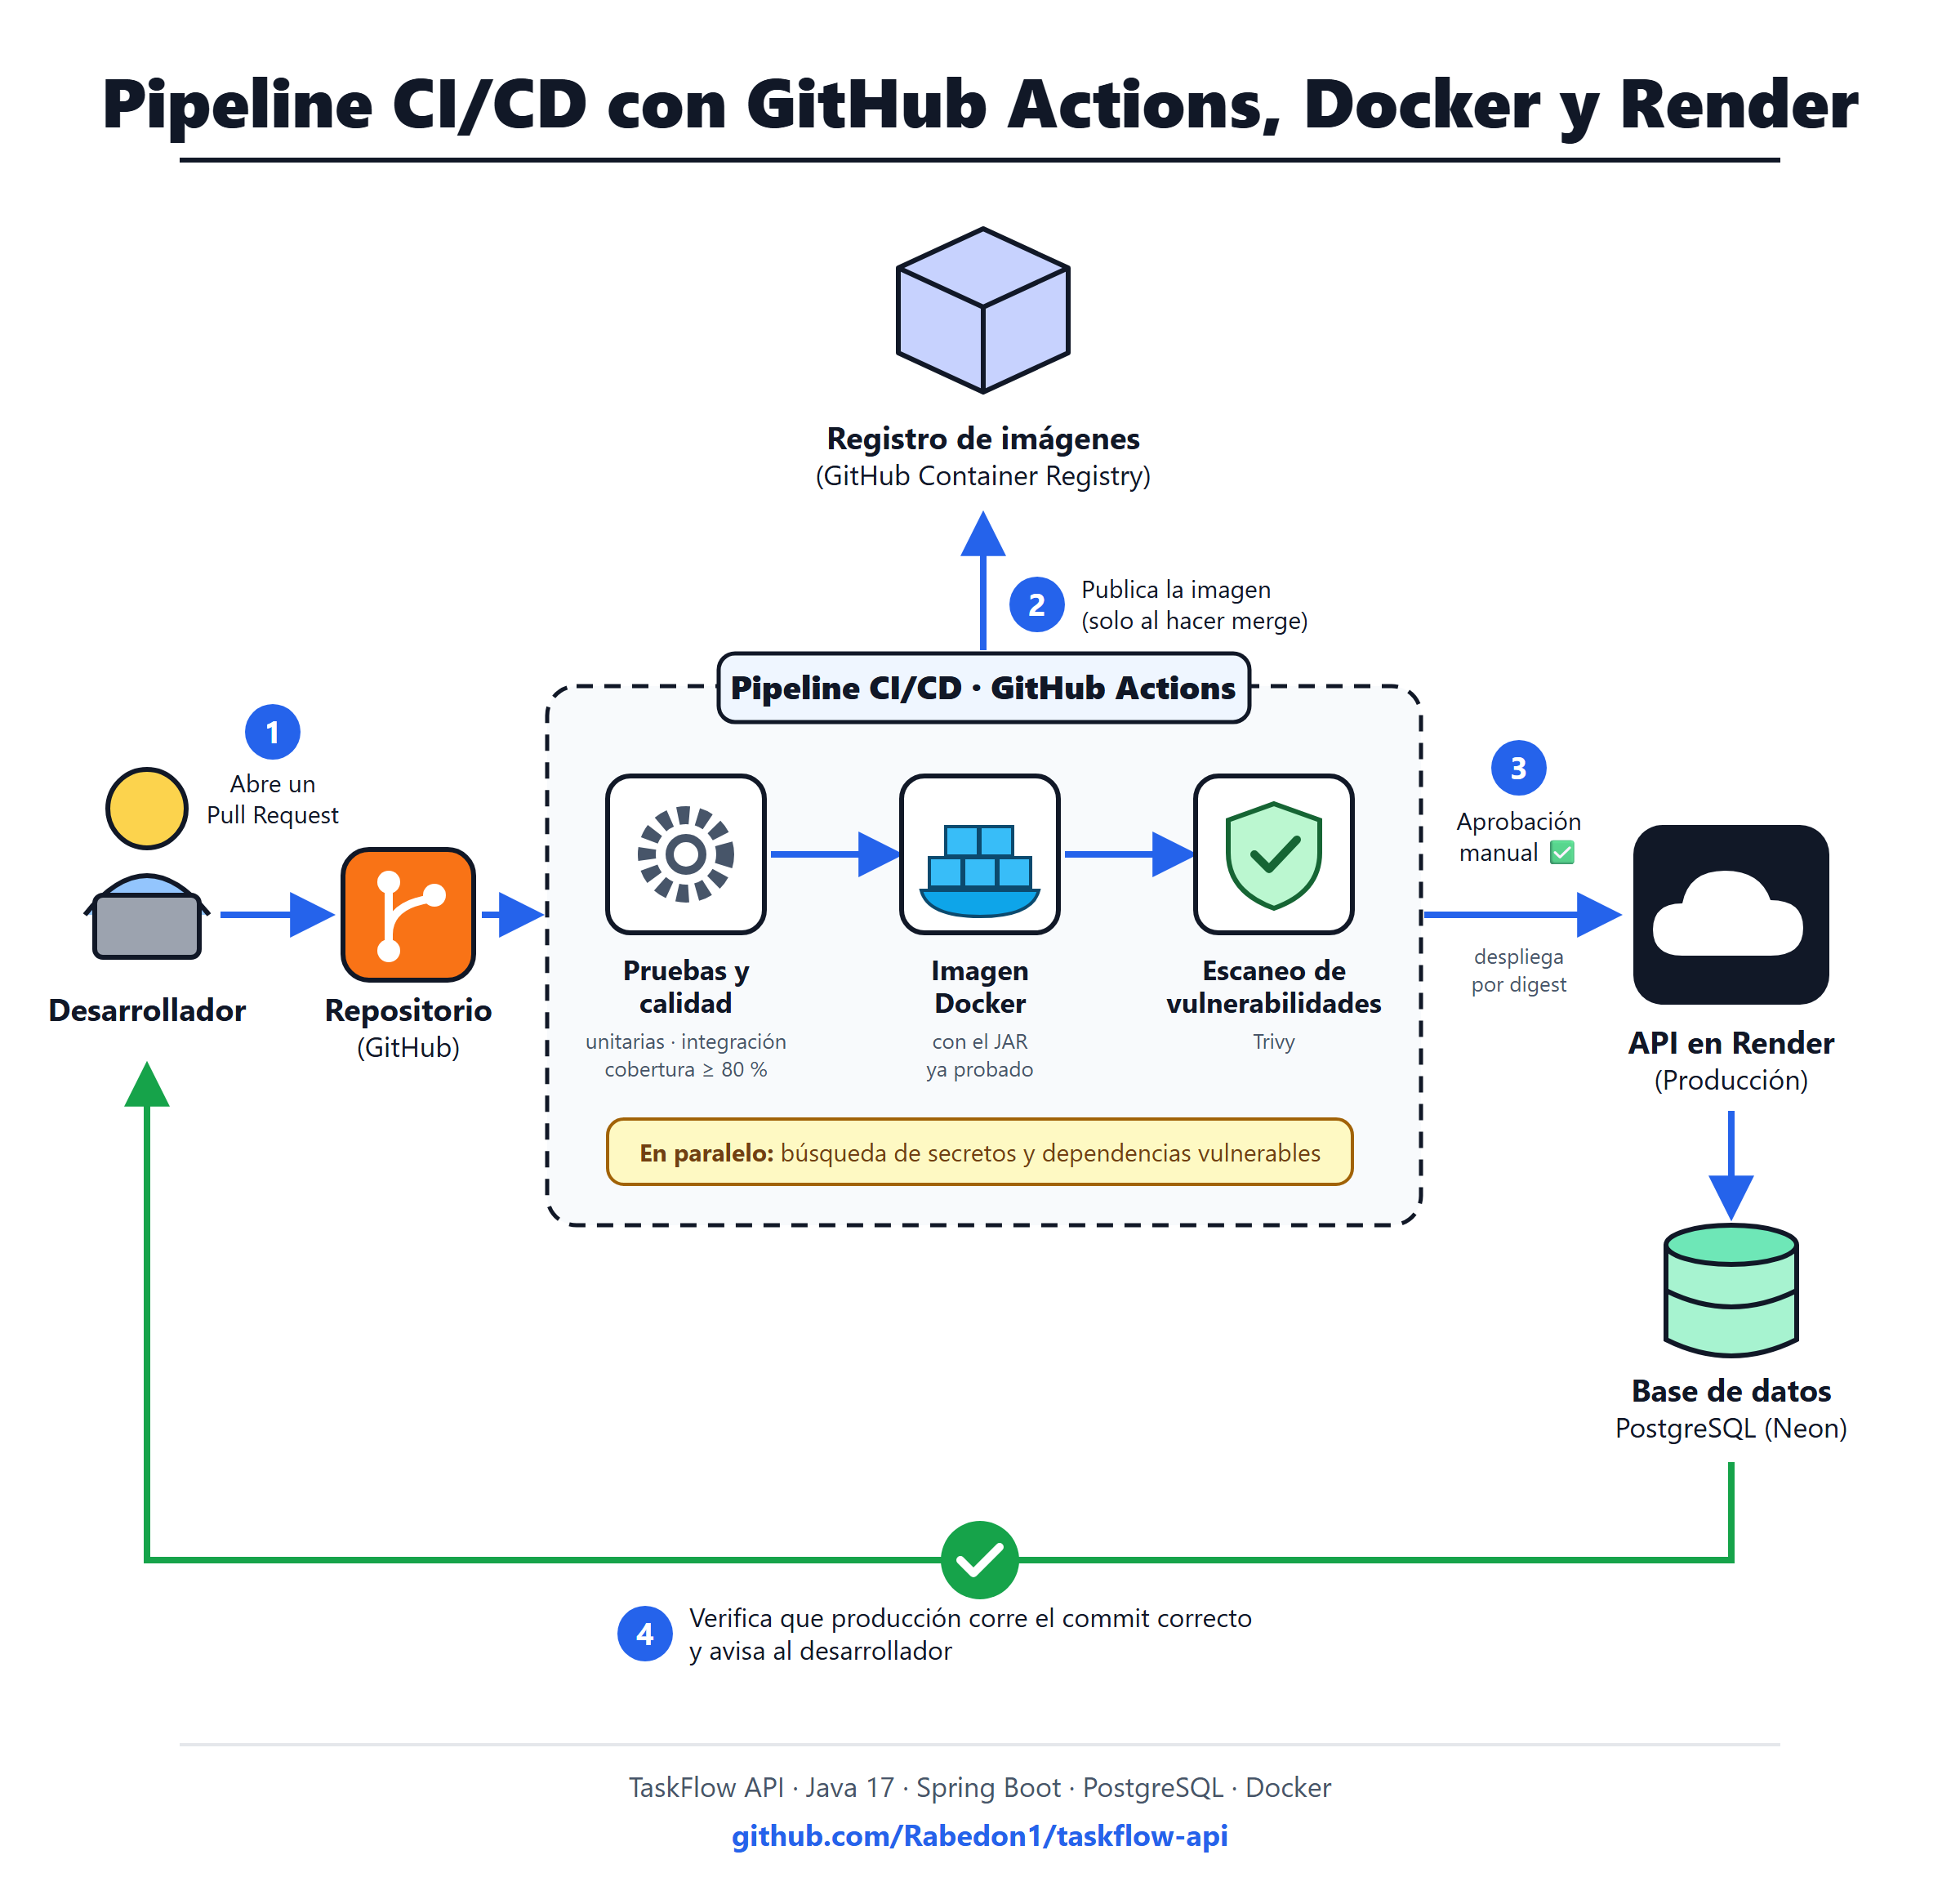 Pipeline CI/CD con GitHub Actions, Docker y Render
Registro de imágenes
(GitHub Container Registry)
2
Publica la imagen
(solo al hacer merge)
Pipeline CI/CD · GitHub Actions
1
Abre un
Pull Request
Desarrollador
Repositorio
(GitHub)
Pruebas y
calidad
unitarias · integración
cobertura ≥ 80 %
Imagen
Docker
con el JAR
ya probado
Escaneo de
vulnerabilidades
Trivy
En paralelo: búsqueda de secretos y dependencias vulnerables
3
Aprobación
manual ✅
despliega
por digest
API en Render
(Producción)
Base de datos
PostgreSQL (Neon)
4
Verifica que producción corre el commit correcto
y avisa al desarrollador
TaskFlow API · Java 17 · Spring Boot · PostgreSQL · Docker
github.com/Rabedon1/taskflow-api